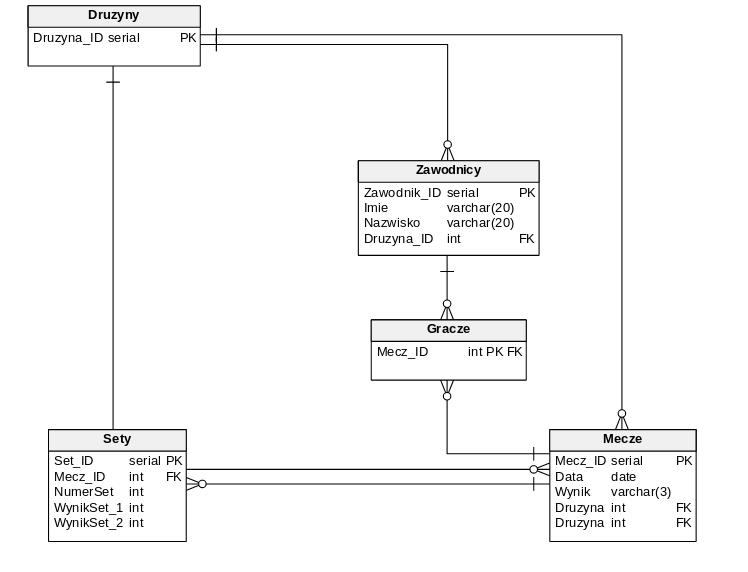 Druzyny
Druzyna_ID serial PK
Zawodnicy
Zawodnik_ID serial PK
Imie varchar(20)
Nazwisko varchar(20)
Druzyna_ID int FK
Gracze
Mecz_ID int PK FK
Sety
Set_ID serial PK
Mecz_ID int FK
NumerSet int
WynikSet_1 int
WynikSet_2 int
Mecze
Mecz_ID serial PK
Data date
Wynik varchar(3)
Druzyna int FK
Druzyna int FK